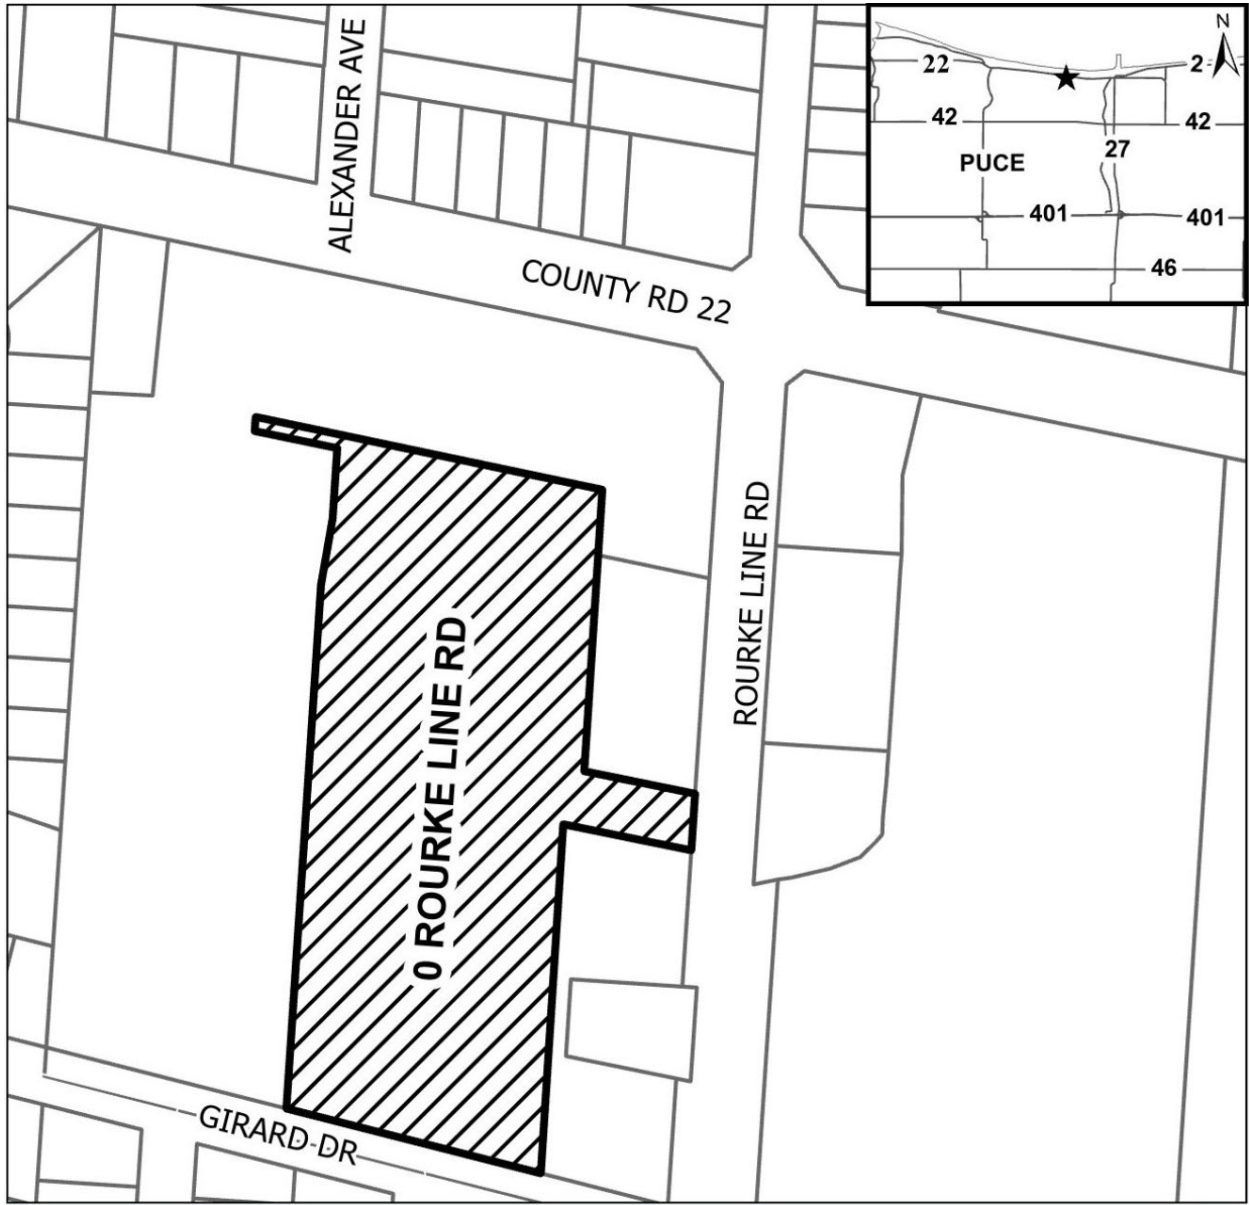 ALEXANDER AVE
COUNTY RD 22
ROURKE LINE RD
0 ROURKE LINE RD
GIRARD DR
N
22
2
42
42
27
PUCE
401
401
46